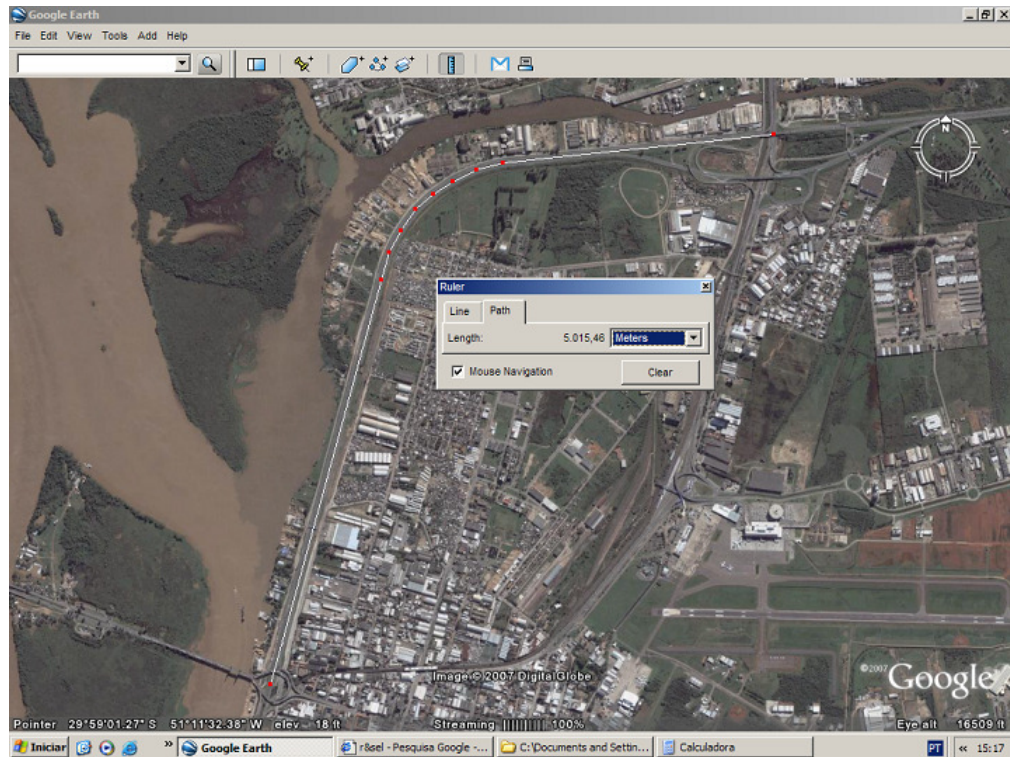 Google Earth
File Edit View Tools Add Help
N
Ruler
Line Path
Length: 5.015,46 Meters
Mouse Navigation Clear
Image © 2007 DigitalGlobe
©2007 Google
Pointer 29°59'01.27" S 51°11'32.38" W elev 18 ft Streaming |||||||||| 100% Eye alt 16509 ft
Iniciar » Google Earth r&sel - Pesquisa Google -... C:\Documents and Settin... Calculadora PT « 15:17